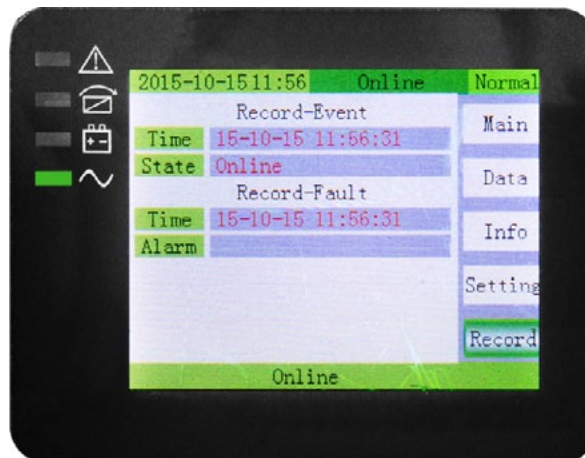 2015-10-15 11:56 Online Normal
Record-Event
Time 15-10-15 11:56:31
State Online
Record-Fault
Time 15-10-15 11:56:31
Alarm
Main
Data
Info
Setting
Record
Online